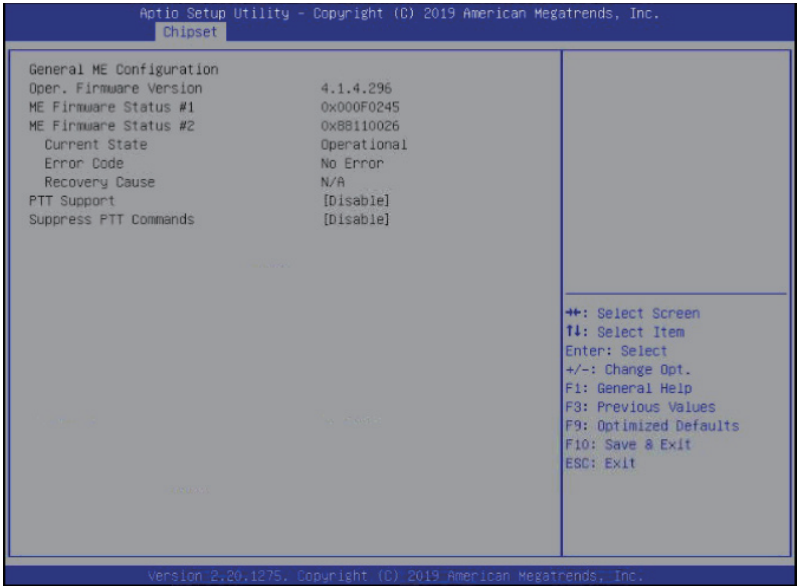 Aptio Setup Utility - Copyright (C) 2019 American Megatrends, Inc.
Chipset
General ME Configuration
Oper. Firmware Version 4.1.4.296
ME Firmware Status #1 0x000F0245
ME Firmware Status #2 0x88110026
Current State Operational
Error Code No Error
Recovery Cause N/A
PTT Support [Disable]
Suppress PTT Commands [Disable]
→←: Select Screen
↑↓: Select Item
Enter: Select
+/-: Change Opt.
F1: General Help
F3: Previous Values
F9: Optimized Defaults
F10: Save & Exit
ESC: Exit
Version 2.20.1275. Copyright (C) 2019 American Megatrends, Inc.